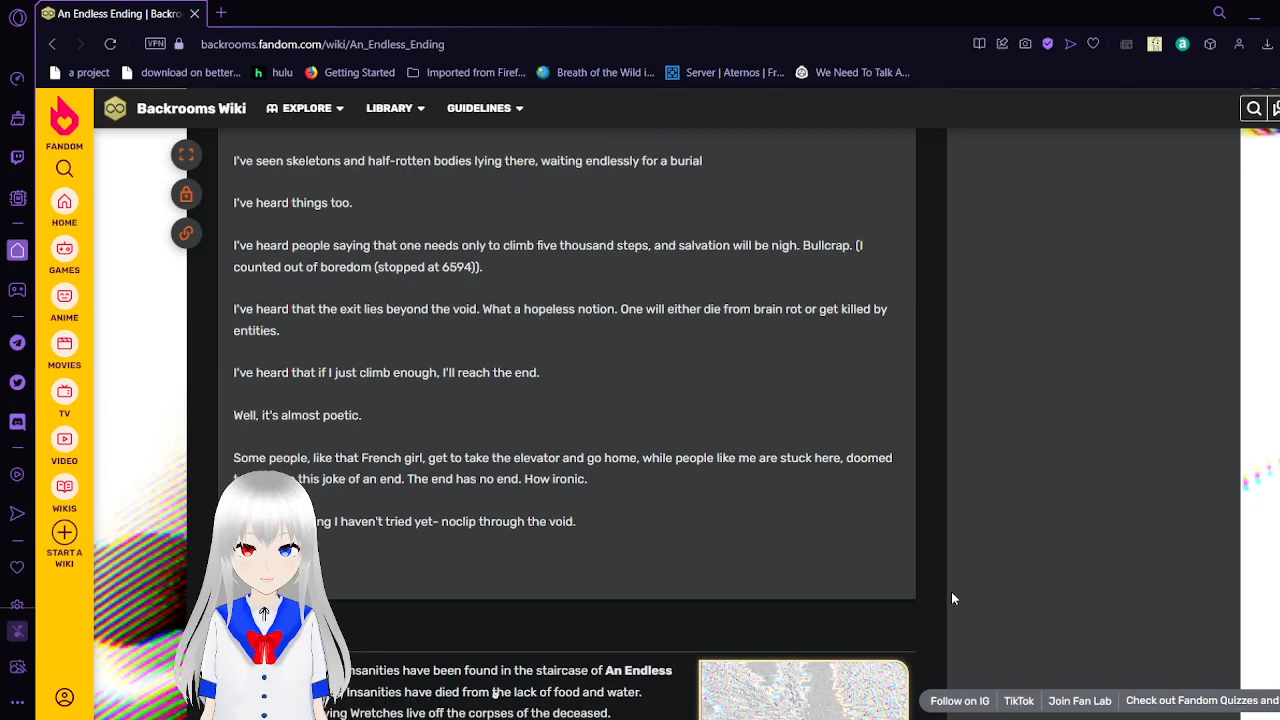 An Endless Ending | Backro
VPN
backrooms.fandom.com/wiki/An_Endless_Ending
a project
download on better...
hulu
Getting Started
Imported from Firef...
Breath of the Wild i...
Server | Aternos | Fr...
We Need To Talk A...
Backrooms Wiki
EXPLORE
LIBRARY
GUIDELINES
FANDOM
HOME
GAMES
ANIME
MOVIES
TV
VIDEO
WIKIS
START A
WIKI
I've seen skeletons and half-rotten bodies lying there, waiting endlessly for a burial
I've heard things too.
I've heard people saying that one needs only to climb five thousand steps, and salvation will be nigh. Bullcrap. (I
counted out of boredom (stopped at 6594)).
I've heard that the exit lies beyond the void. What a hopeless notion. One will either die from brain rot or get killed by
entities.
I've heard that if I just climb enough, I'll reach the end.
Well, it's almost poetic.
Some people, like that French girl, get to take the elevator and go home, while people like me are stuck here, doomed
this joke of an end. The end has no end. How ironic.
I haven't tried yet- noclip through the void.
Insanities have been found in the staircase of An Endless
Insanities have died from the lack of food and water.
Wretches live off the corpses of the deceased.
Follow on IG
TikTok
Join Fan Lab
Check out Fandom Quizzes and